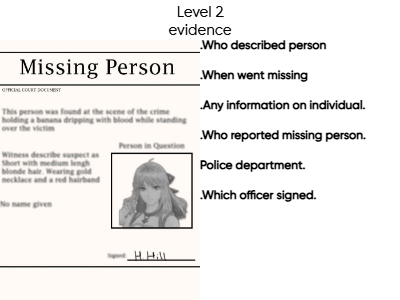 Level 2
evidence
Missing Person
OFFICIAL COURT DOCUMENT
This person was found at the scene of the crime
holding a banana dripping with blood while standing
over the victim
Person in Question
Witness describe suspect as
Short with medium lengh
blonde hair. Wearing gold
necklace and a red hairband
No name given
Signed: H Hill
.Who described person
.When went missing
.Any information on individual.
.Who reported missing person.
Police department.
.Which officer signed.